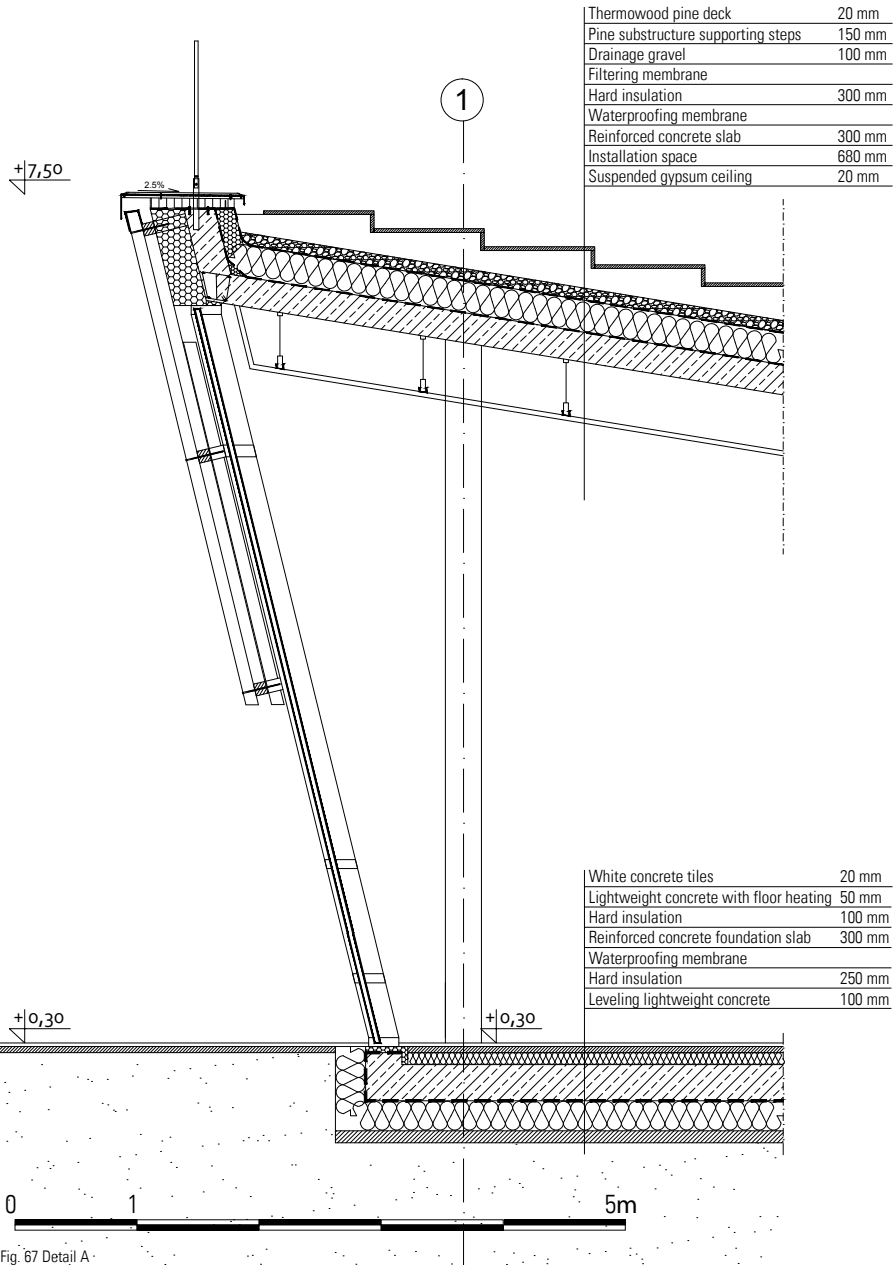 Thermowood pine deck 20 mm
Pine substructure supporting steps 150 mm
Drainage gravel 100 mm
Filtering membrane
Hard insulation 300 mm
Waterproofing membrane
Reinforced concrete slab 300 mm
Installation space 680 mm
Suspended gypsum ceiling 20 mm
1
+7,50
2.5%
White concrete tiles 20 mm
Lightweight concrete with floor heating 50 mm
Hard insulation 100 mm
Reinforced concrete foundation slab 300 mm
Waterproofing membrane
Hard insulation 250 mm
Leveling lightweight concrete 100 mm
+0,30 +0,30
0 1 5m
Fig. 67 Detail A